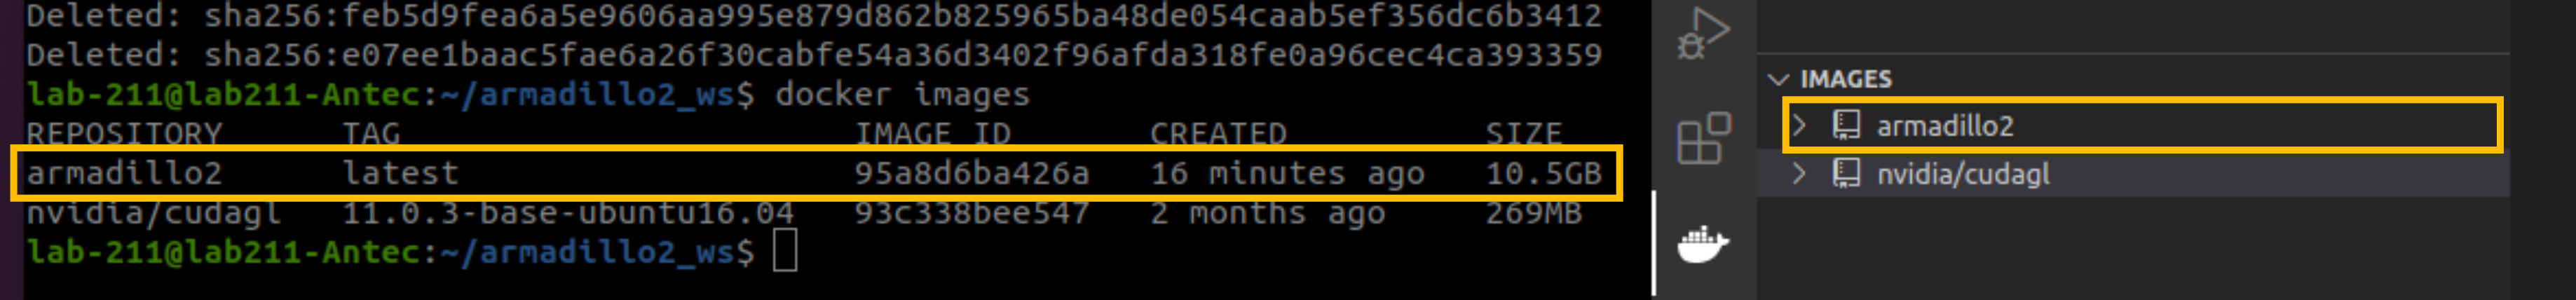 Deleted: sha256:feb5d9fea6a5e9606aa995e879d862b825965ba48de054caab5ef356dc6b3412
Deleted: sha256:e07ee1baac5fae6a26f30cabfe54a36d3402f96afda318fe0a96cec4ca393359
lab-211@lab211-Antec:~/armadillo2_ws$ docker images
REPOSITORY TAG IMAGE ID CREATED SIZE
armadillo2 latest 95a8d6ba426a 16 minutes ago 10.5GB
nvidia/cudagl 11.0.3-base-ubuntu16.04 93c338bee547 2 months ago 269MB
lab-211@lab211-Antec:~/armadillo2_ws$
IMAGES
armadillo2
nvidia/cudagl